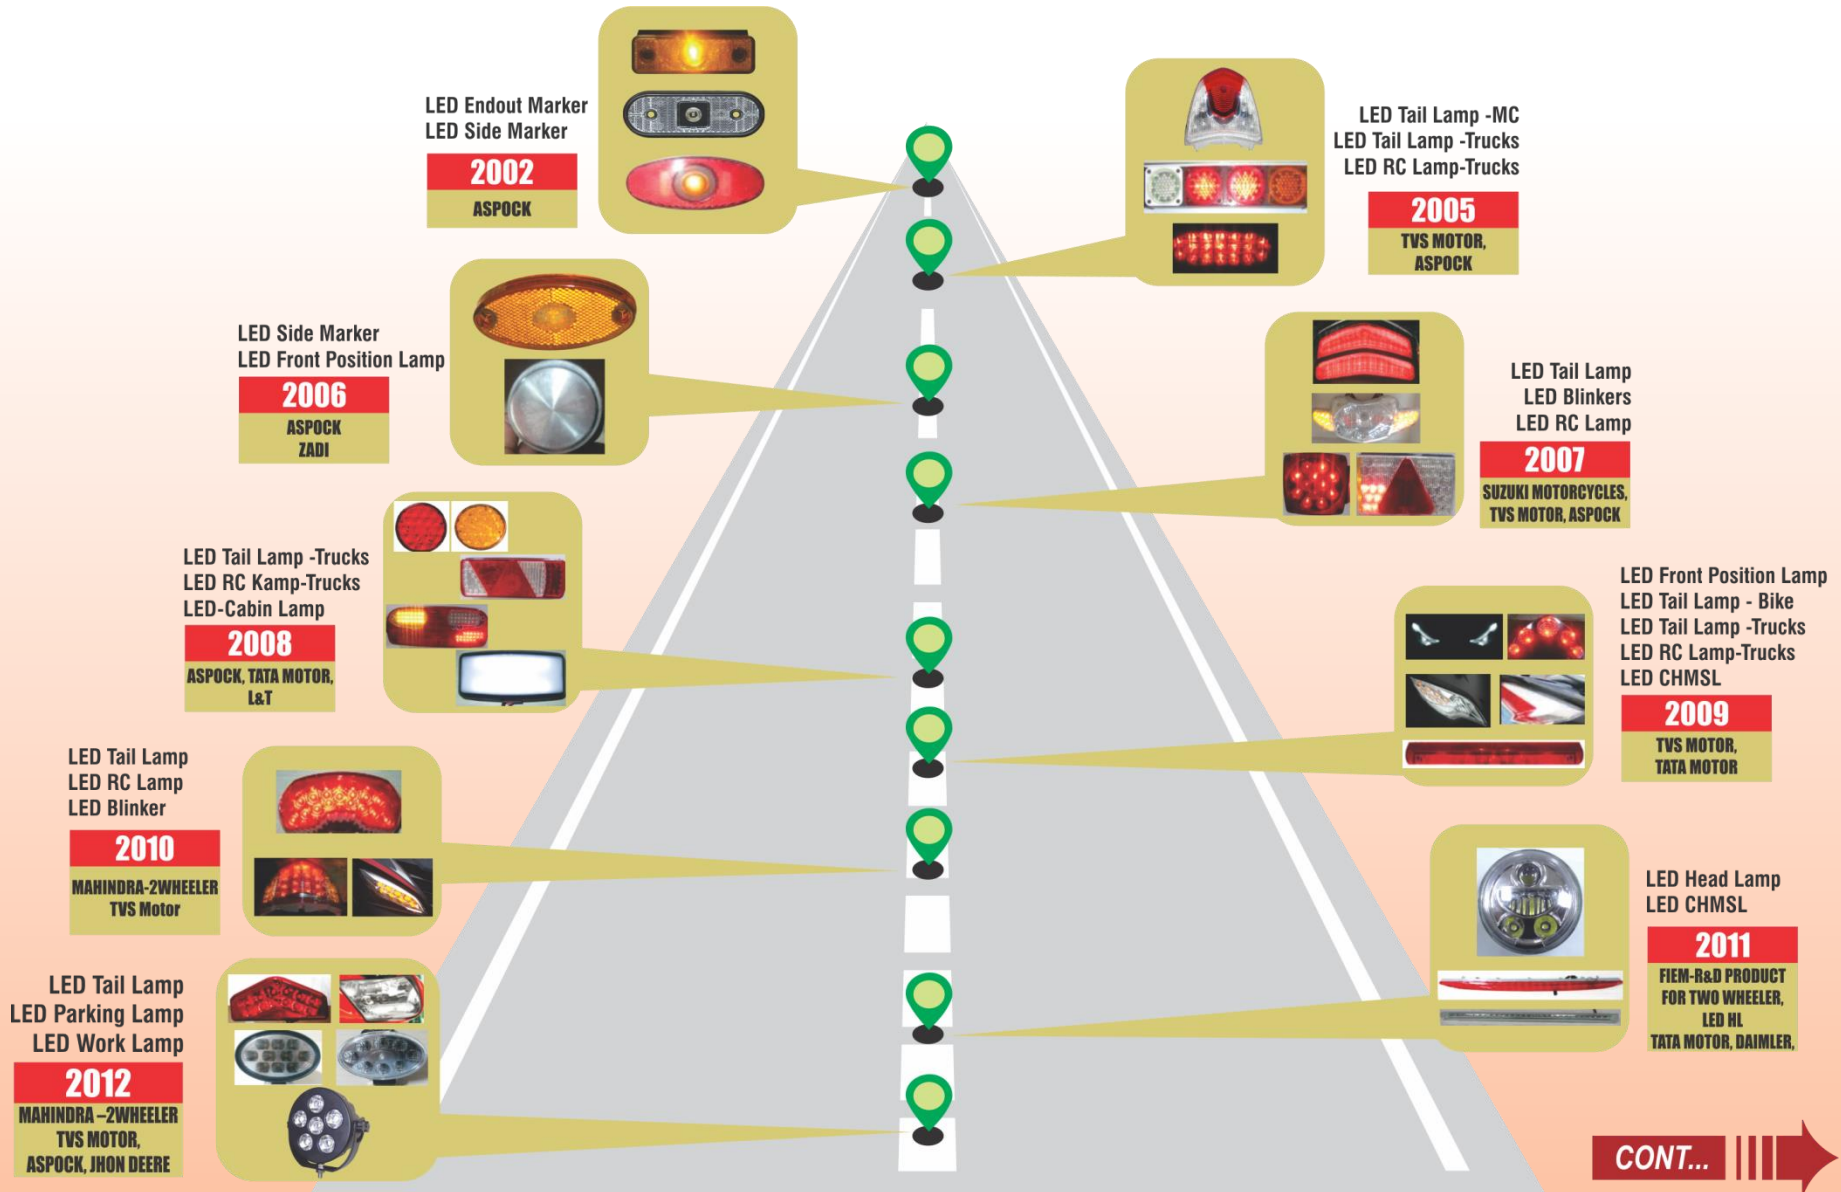 LED Endout Marker
LED Side Marker
2002
ASPOCK
LED Tail Lamp -MC
LED Tail Lamp -Trucks
LED RC Lamp-Trucks
2005
TVS MOTOR,
ASPOCK
LED Side Marker
LED Front Position Lamp
2006
ASPOCK
ZADI
LED Tail Lamp
LED Blinkers
LED RC Lamp
2007
SUZUKI MOTORCYCLES,
TVS MOTOR, ASPOCK
LED Tail Lamp -Trucks
LED RC Kamp-Trucks
LED-Cabin Lamp
2008
ASPOCK, TATA MOTOR,
L&T
LED Front Position Lamp
LED Tail Lamp - Bike
LED Tail Lamp -Trucks
LED RC Lamp-Trucks
LED CHMSL
2009
TVS MOTOR,
TATA MOTOR
LED Tail Lamp
LED RC Lamp
LED Blinker
2010
MAHINDRA-2WHEELER
TVS Motor
LED Head Lamp
LED CHMSL
2011
FIEM-R&D PRODUCT
FOR TWO WHEELER,
LED HL
TATA MOTOR, DAIMLER,
LED Tail Lamp
LED Parking Lamp
LED Work Lamp
2012
MAHINDRA –2WHEELER
TVS MOTOR,
ASPOCK, JHON DEERE
CONT...